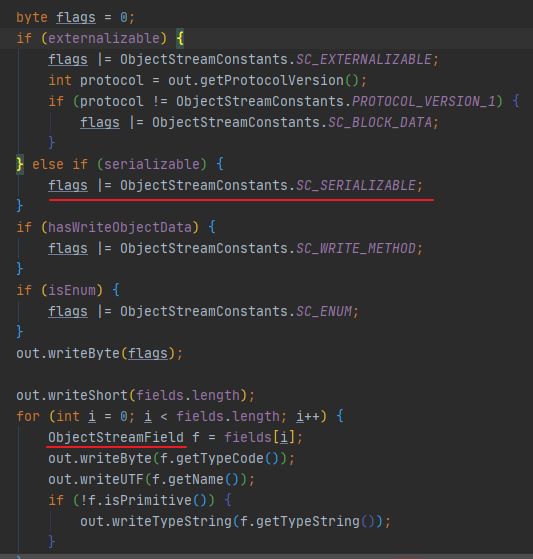 byte flags = 0;
if (externalizable) {
flags |= ObjectStreamConstants.SC_EXTERNALIZABLE;
int protocol = out.getProtocolVersion();
if (protocol != ObjectStreamConstants.PROTOCOL_VERSION_1) {
flags |= ObjectStreamConstants.SC_BLOCK_DATA;
}
} else if (serializable) {
flags |= ObjectStreamConstants.SC_SERIALIZABLE;
}
if (hasWriteObjectData) {
flags |= ObjectStreamConstants.SC_WRITE_METHOD;
}
if (isEnum) {
flags |= ObjectStreamConstants.SC_ENUM;
}
out.writeByte(flags);
out.writeShort(fields.length);
for (int i = 0; i < fields.length; i++) {
ObjectStreamField f = fields[i];
out.writeByte(f.getTypeCode());
out.writeUTF(f.getName());
if (!f.isPrimitive()) {
out.writeTypeString(f.getTypeString());
}
}